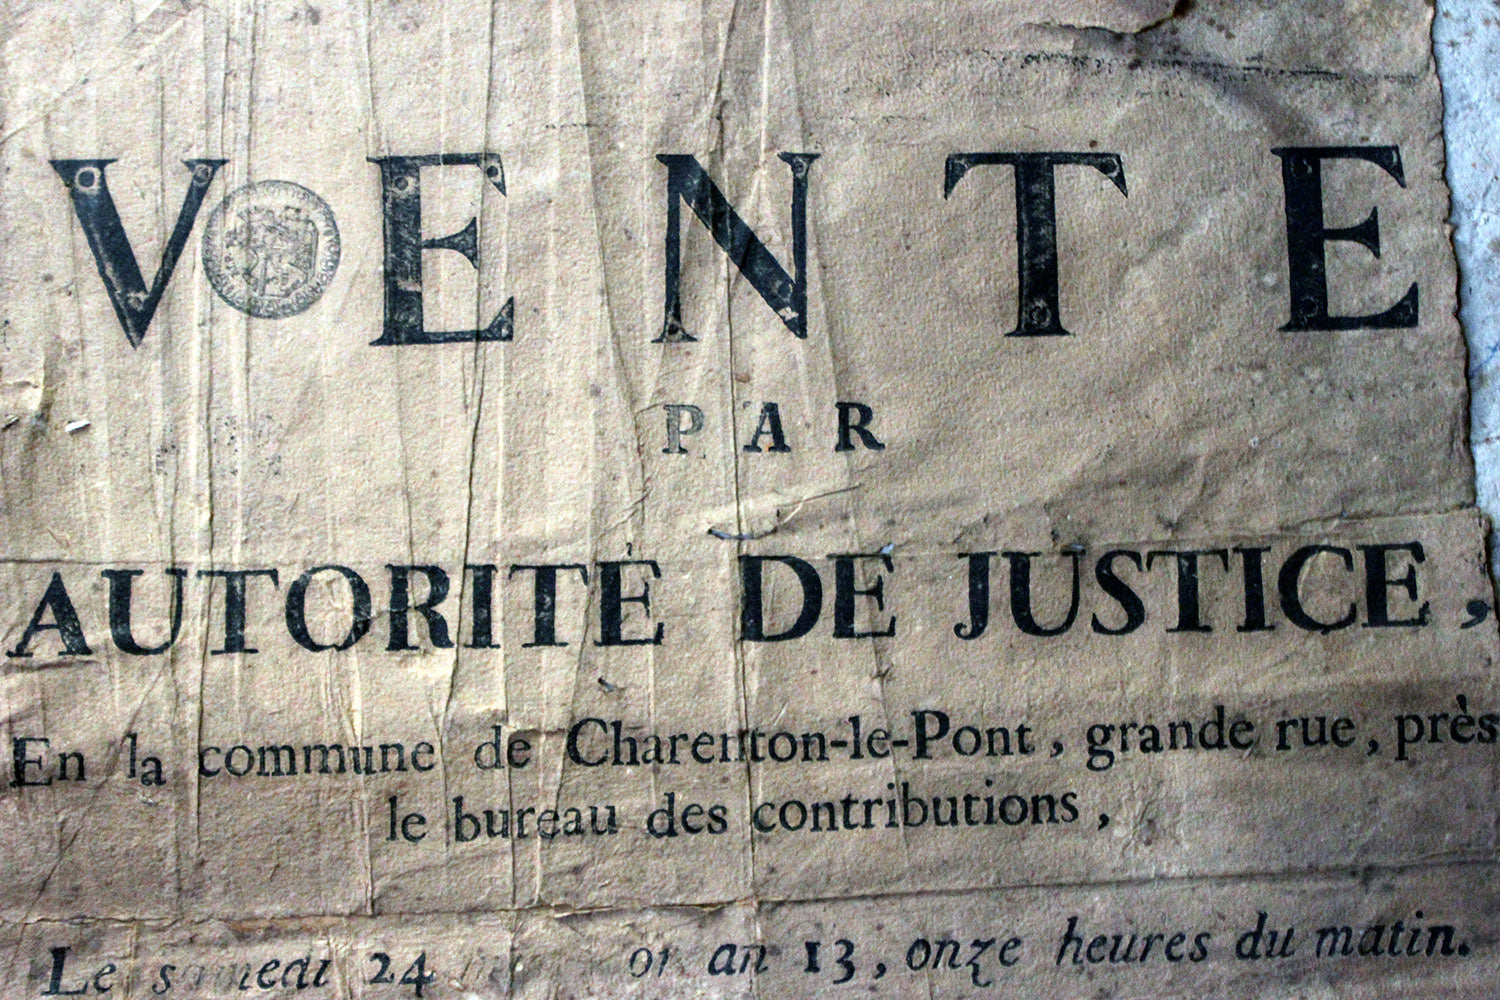 VENTE
PAR
AUTORITÉ DE JUSTICE,
En la commune de Charenton-le-Pont, grande rue, près
le bureau des contributions,
Le samedi 24 an 13, onze heures du matin.